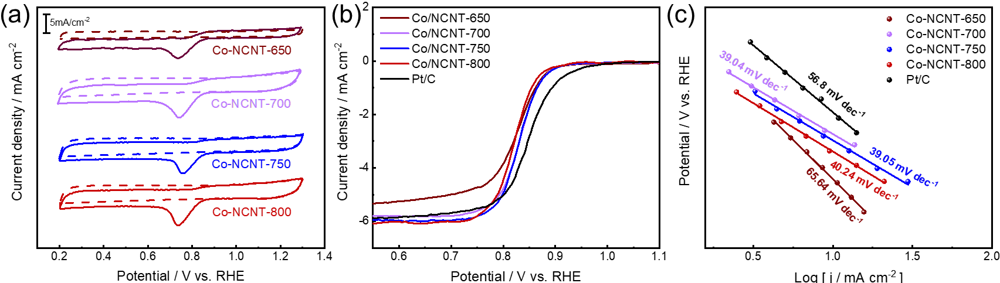 (a)
5mA/cm-2
Co-NCNT-650
Co-NCNT-700
Co-NCNT-750
Co-NCNT-800
Current density / mA cm-2
0.2 0.4 0.6 0.8 1.0 1.2 1.4
Potential / V vs. RHE
(b)
2
0
-2
-4
-6
Co/NCNT-650
Co/NCNT-700
Co/NCNT-750
Co/NCNT-800
Pt/C
Current density / mA cm-2
0.6 0.7 0.8 0.9 1.0 1.1
Potential / V vs. RHE
(c)
Co-NCNT-650
Co-NCNT-700
Co-NCNT-750
Co-NCNT-800
Pt/C
39.04 mV dec-1
56.8 mV dec-1
39.05 mV dec-1
40.24 mV dec-1
65.64 mV dec-1
Potential / V vs. RHE
0.5 1.0 1.5 2.0
Log [ j / mA cm-2 ]